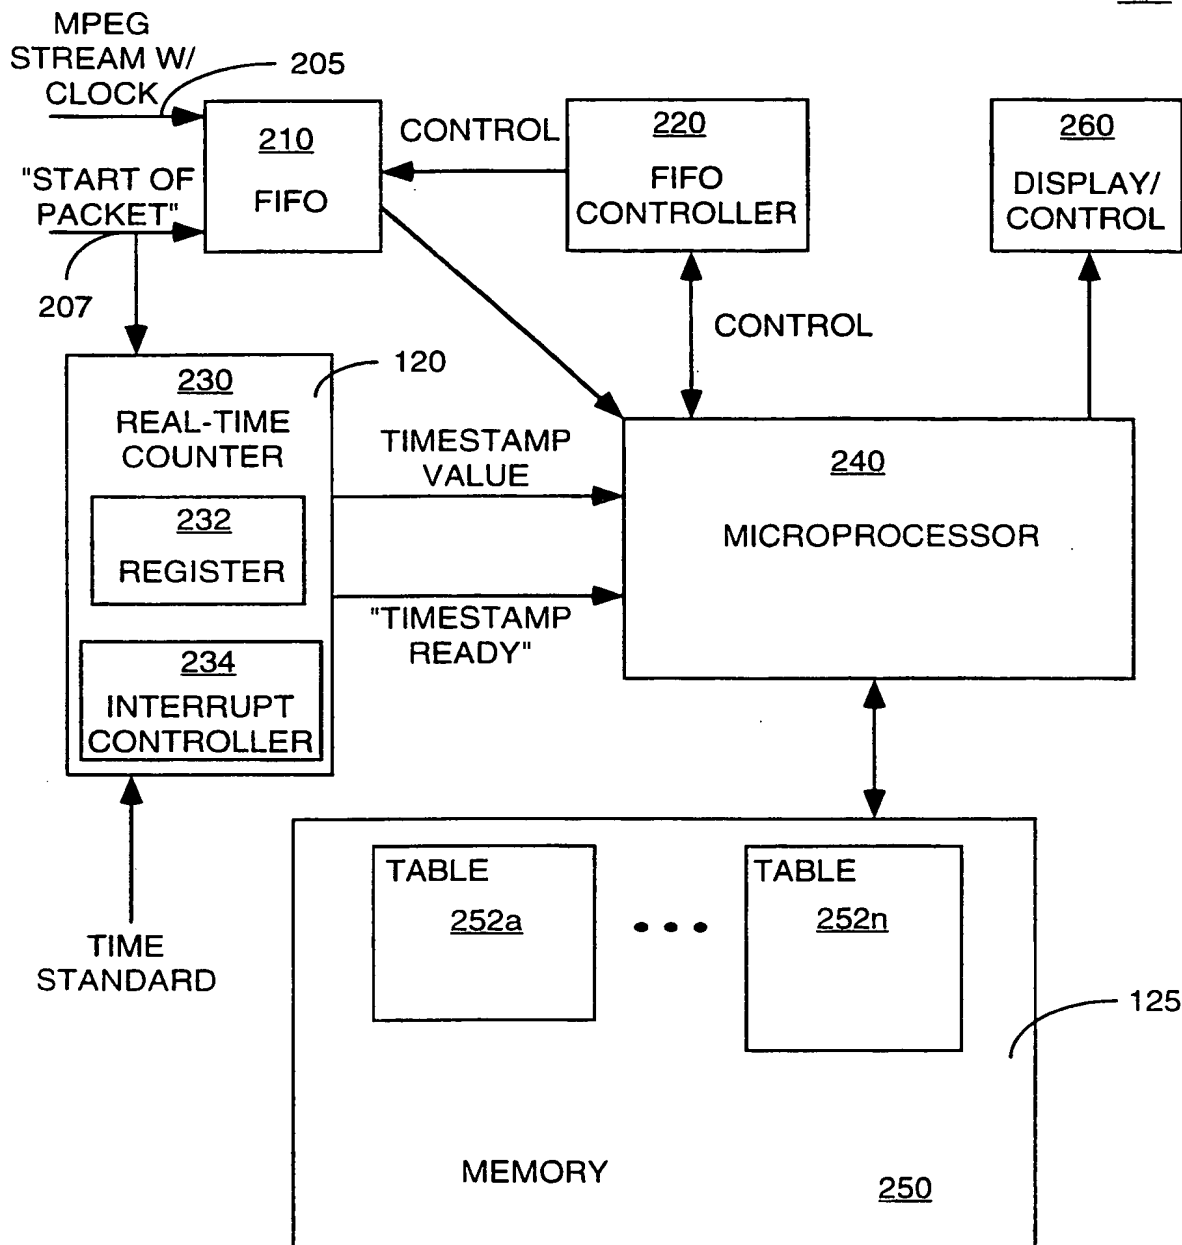 MPEG
STREAM W/
CLOCK
205
"START OF
PACKET"
207
210
FIFO
CONTROL
220
FIFO
CONTROLLER
260
DISPLAY/
CONTROL
CONTROL
120
230
REAL-TIME
COUNTER
232
REGISTER
234
INTERRUPT
CONTROLLER
TIMESTAMP
VALUE
"TIMESTAMP
READY"
240
MICROPROCESSOR
TIME
STANDARD
TABLE
252a
TABLE
252n
125
MEMORY
250